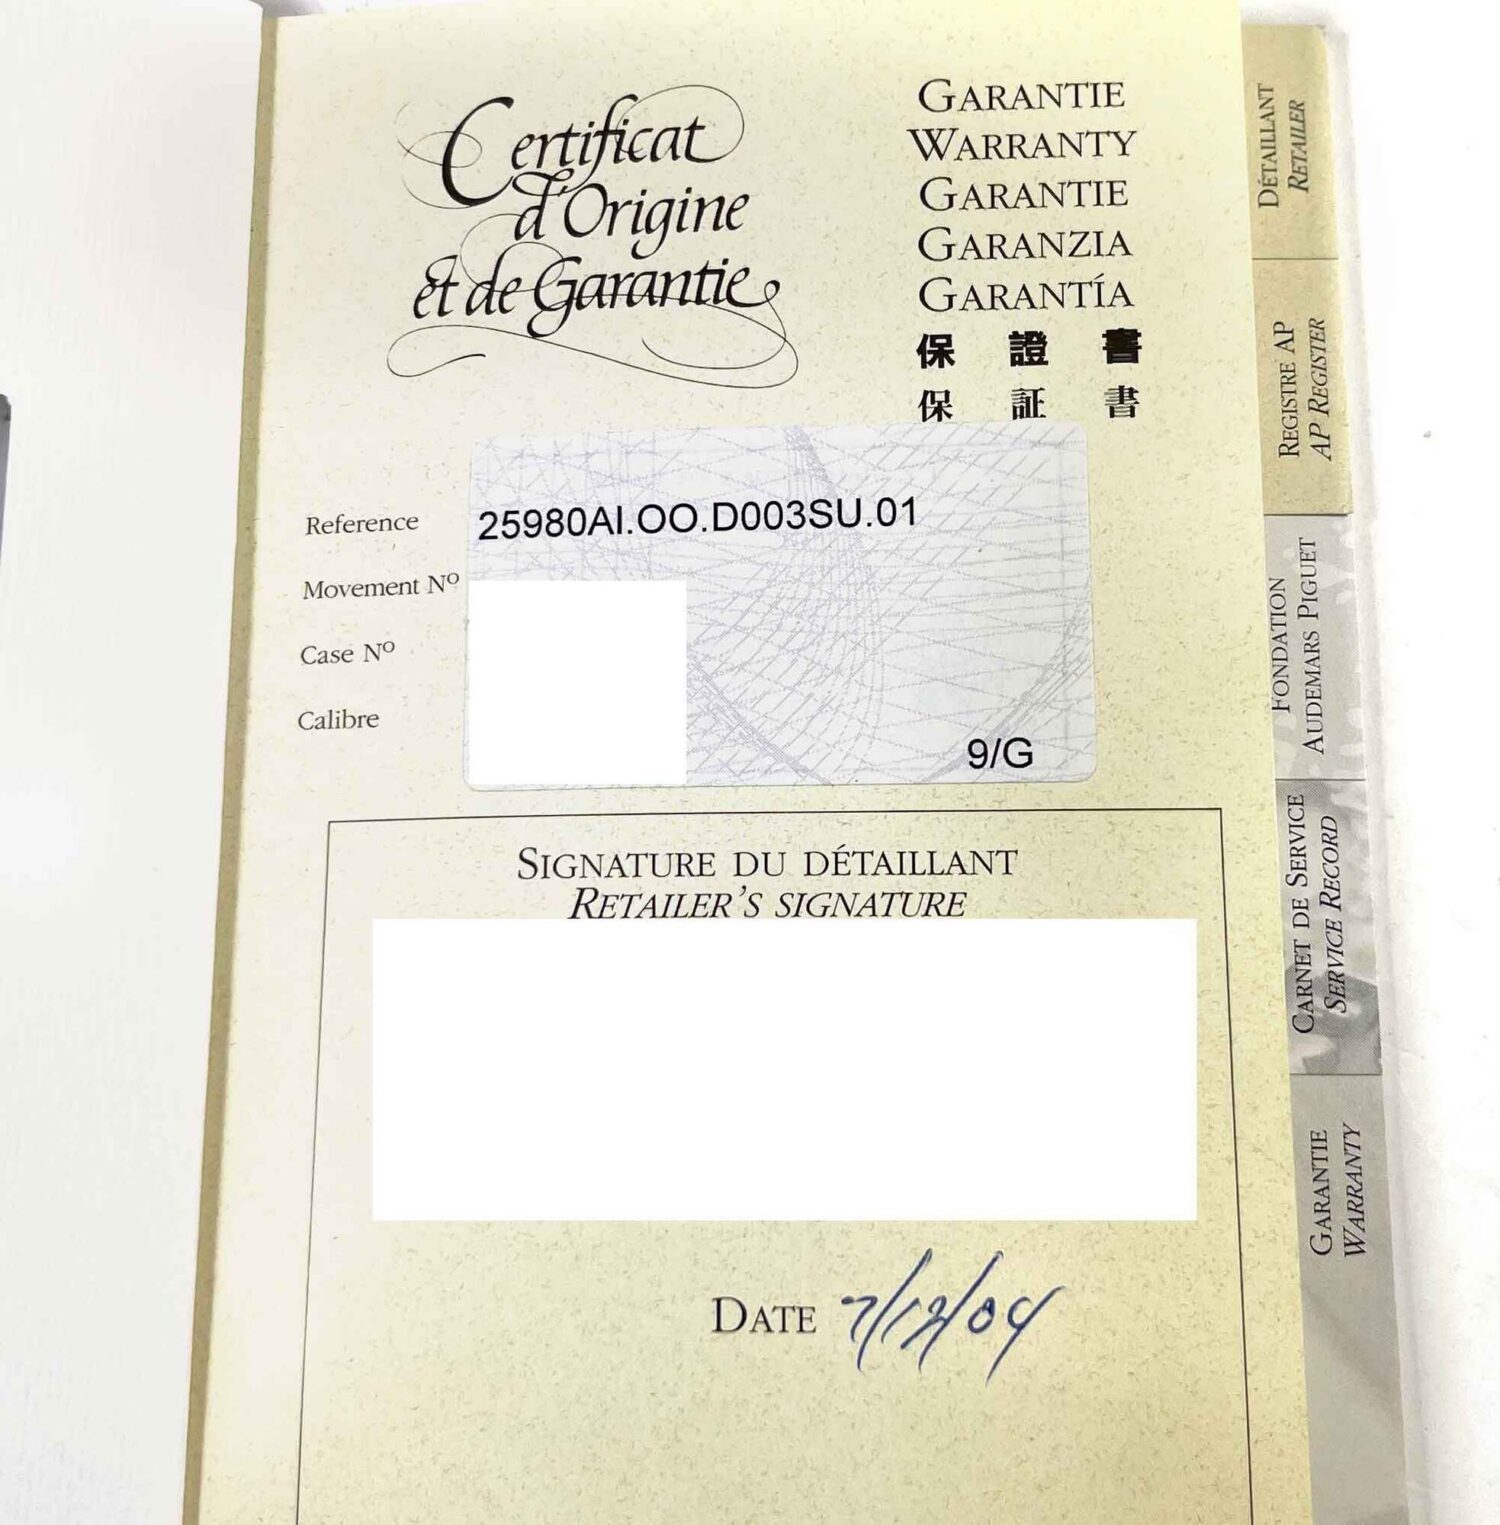 Certificat
d'Origine
et de Garantie
GARANTIE
WARRANTY
GARANTIE
GARANZIA
GARANTÍA
保 證 書
保 証 書
Reference 25980AI.OO.D003SU.01
Movement Nº
Case Nº
Calibre
9/G
SIGNATURE DU DÉTAILLANT
RETAILER'S SIGNATURE
DATE 7/12/04
DÉTAILLANT
RETAILER
REGISTRE AP
AP REGISTER
FONDATION
AUDEMARS PIGUET
CARNET DE SERVICE
SERVICE RECORD
GARANTIE
WARRANTY